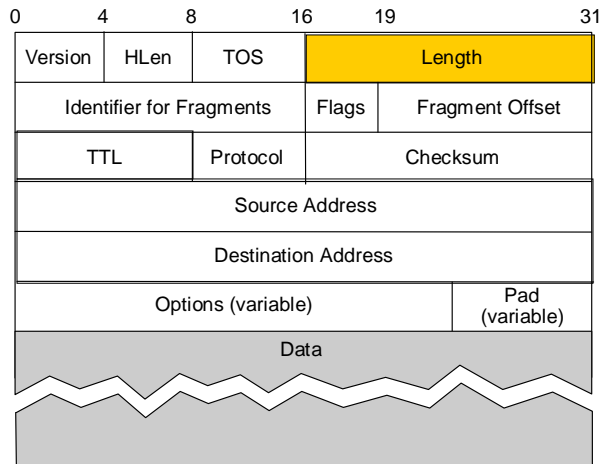 0 4 8 16 19 31
Version HLen TOS Length
Identifier for Fragments Flags Fragment Offset
TTL Protocol Checksum
Source Address
Destination Address
Options (variable) Pad
(variable)
Data